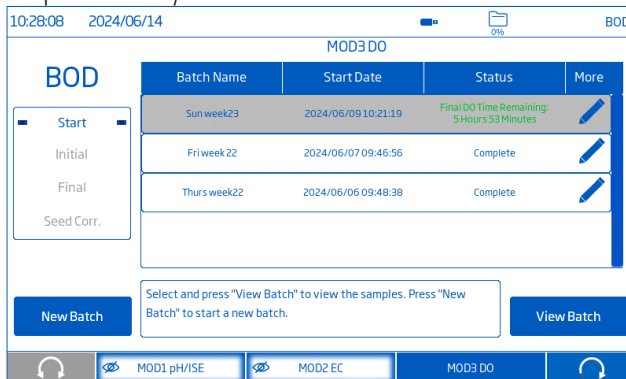 10:28:08 2024/06/14
0%
MOD3 DO
BOD
Batch Name Start Date Status More
Sun week23 2024/06/09 10:21:19 Final DO Time Remaining:
5 Hours 53 Minutes
Fri week 22 2024/06/07 09:46:56 Complete
Thurs week22 2024/06/06 09:48:38 Complete
Start
Initial
Final
Seed Corr.
Select and press "View Batch" to view the samples. Press "New
Batch" to start a new batch.
New Batch
View Batch
MOD1 pH/ISE MOD2 EC MOD3 DO